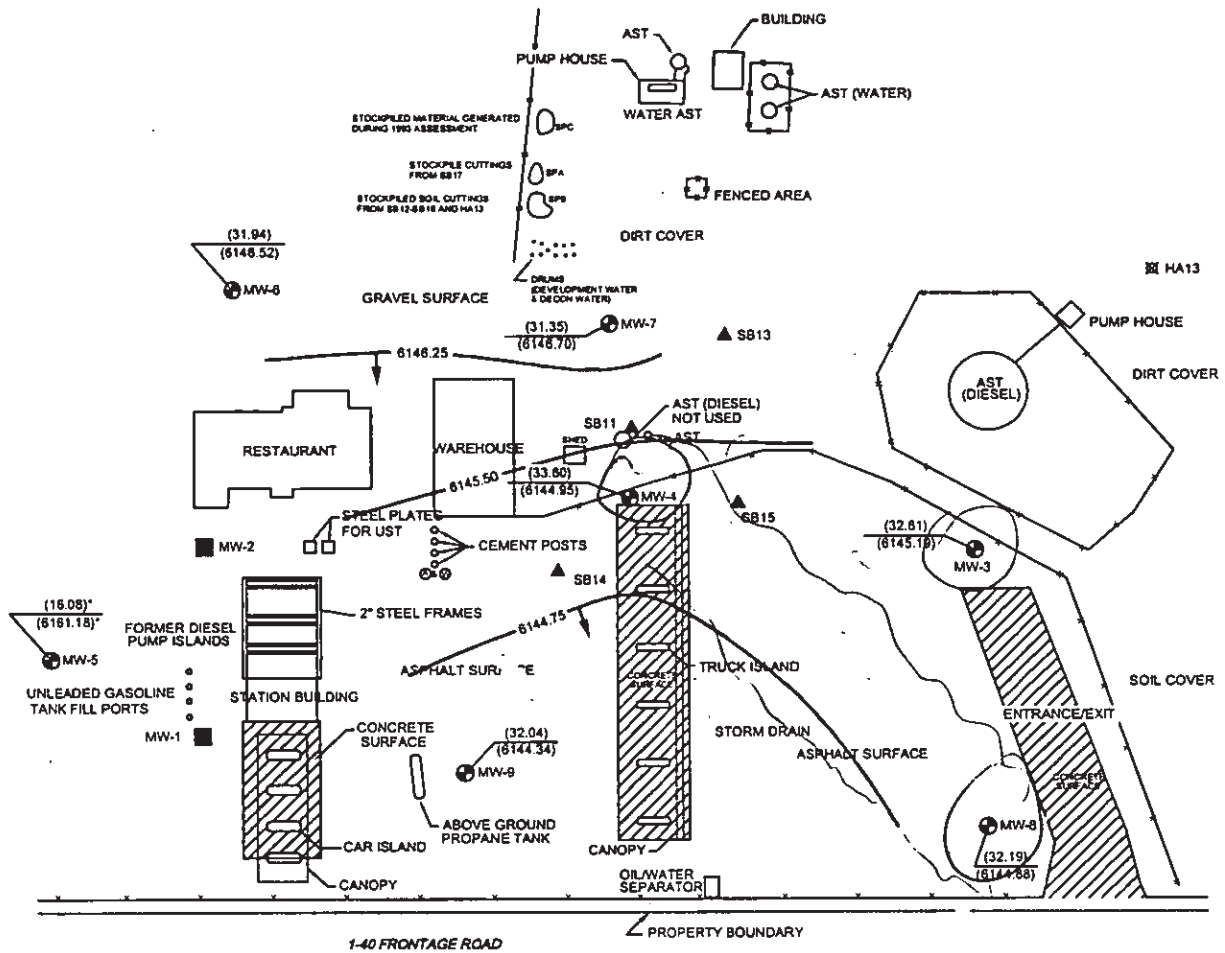 BUILDING
AST
PUMP HOUSE
AST (WATER)
WATER AST
STOCKPILED MATERIAL GENERATED
DURING 1993 ASSESSMENT
SPC
STOCKPILE CUTTINGS
FROM SB17
SPA
STOCKPILED SOIL CUTTINGS
FROM SB12-SB16 AND HA13
SPB
FENCED AREA
DIRT COVER
(31.94)
(6146.52)
MW-6
DRUMS
(DEVELOPMENT WATER
& DECON WATER)
HA13
GRAVEL SURFACE
(31.35)
(6146.70)
MW-7
SB13
PUMP HOUSE
6146.25
DIRT COVER
AST
(DIESEL)
AST (DIESEL)
NOT USED
SB11
AST
RESTAURANT
WAREHOUSE
SHED
6145.50
(33.60)
(6144.95)
MW-4
SB15
STEEL PLATES
FOR UST
MW-2
CEMENT POSTS
(32.81)
(6145.19)
MW-3
SB14
2" STEEL FRAMES
(16.08)*
(6161.18)*
MW-5
FORMER DIESEL
PUMP ISLANDS
6144.75
ASPHALT SURFACE
TRUCK ISLAND
CONCRETE
SURFACE
SOIL COVER
UNLEADED GASOLINE
TANK FILL PORTS
STATION BUILDING
ENTRANCE/EXIT
MW-1
CONCRETE
SURFACE
(32.04)
(6144.34)
MW-9
STORM DRAIN
ASPHALT SURFACE
CONCRETE
SURFACE
ABOVE GROUND
PROPANE TANK
CAR ISLAND
CANOPY
CANOPY
MW-8
(32.19)
(6144.88)
OIL/WATER
SEPARATOR
PROPERTY BOUNDARY
1-40 FRONTAGE ROAD